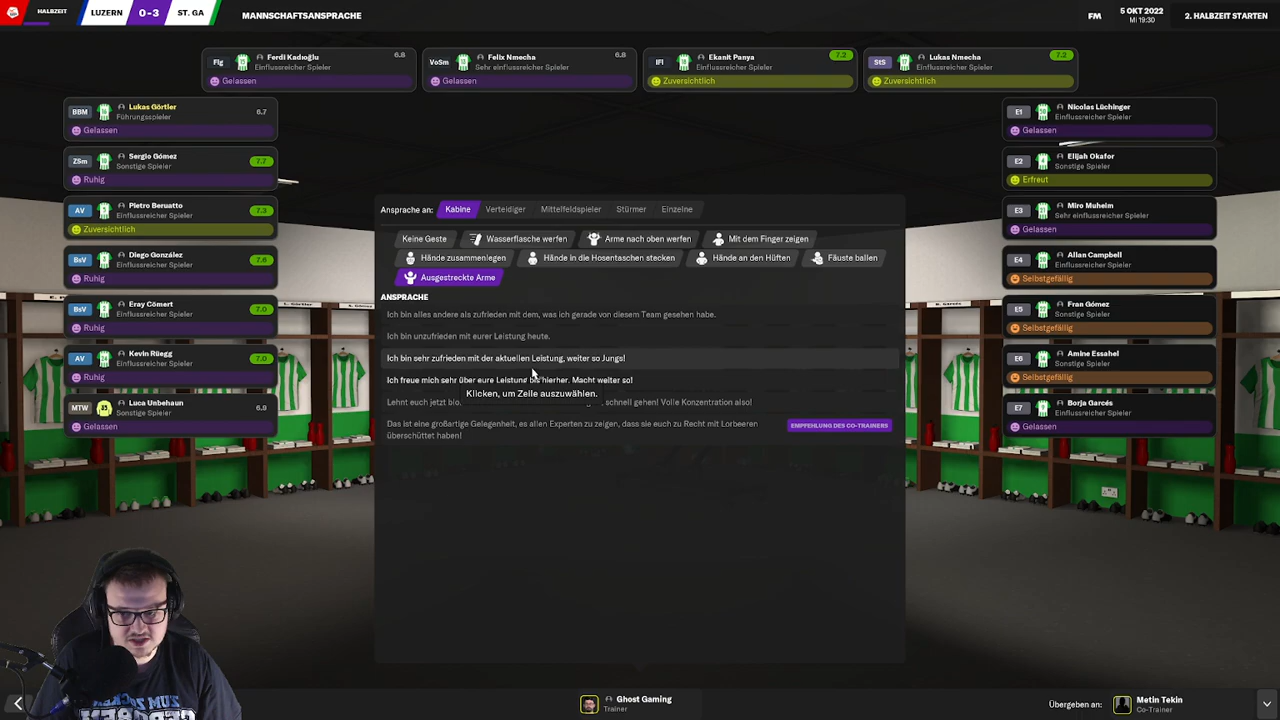 HALBZEIT
LUZERN 0-3 ST. GA
MANNSCHAFTSANSPRACHE
FM
5 OKT 2022
MI 19:30
2. HALBZEIT STARTEN
Flg Ferdi Kadıoğlu 6.8
Einflussreicher Spieler
Gelassen
VoSm Felix Nmecha 6.8
Sehr einflussreicher Spieler
Gelassen
IFl Ekanit Panya 7.2
Einflussreicher Spieler
Zuversichtlich
StS Lukas Nmecha 7.2
Einflussreicher Spieler
Zuversichtlich
BBM Lukas Görtler 6.7
Führungsspieler
Gelassen
ZSm Sergio Gómez 7.7
Sonstige Spieler
Ruhig
AV Pietro Beruatto 7.3
Einflussreicher Spieler
Zuversichtlich
BsV Diego González 7.6
Einflussreicher Spieler
Ruhig
BsV Eray Cömert 7.0
Einflussreicher Spieler
Ruhig
AV Kevin Rüegg 7.0
Einflussreicher Spieler
Ruhig
MTW Luca Unbehaun 6.9
Sonstige Spieler
Gelassen
E1 Nicolas Lüchinger
Einflussreicher Spieler
Gelassen
E2 Elijah Okafor
Sonstige Spieler
Erfreut
E3 Miro Muheim
Sehr einflussreicher Spieler
Gelassen
E4 Allan Campbell
Einflussreicher Spieler
Selbstgefällig
E5 Fran Gómez
Einflussreicher Spieler
Selbstgefällig
E6 Amine Essahel
Sonstige Spieler
Selbstgefällig
E7 Borja Garcés
Einflussreicher Spieler
Gelassen
Ansprache an: Kabine Verteidiger Mittelfeldspieler Stürmer Einzelne
Keine Geste Wasserflasche werfen Arme nach oben werfen Mit dem Finger zeigen
Hände zusammenlegen Hände in die Hosentaschen stecken Hände an den Hüften Fäuste ballen
Ausgestreckte Arme
ANSPRACHE
Ich bin alles andere als zufrieden mit dem, was ich gerade von diesem Team gesehen habe.
Ich bin unzufrieden mit eurer Leistung heute.
Ich bin sehr zufrieden mit der aktuellen Leistung, weiter so Jungs!
Ich freue mich sehr über eure Leistung bis hierher. Macht weiter so!
Klicken, um Zeile auszuwählen.
Lehnt euch jetzt schnell gehen! Volle Konzentration also!
Das ist eine großartige Gelegenheit, es allen Experten zu zeigen, dass sie euch zu Recht mit Lorbeeren
überschüttet haben!
EMPFEHLUNG DES CO-TRAINERS
ZUM ZOCKEN
GEBOREN
Ghost Gaming
Trainer
Übergeben an:
Metin Tekin
Co-Trainer